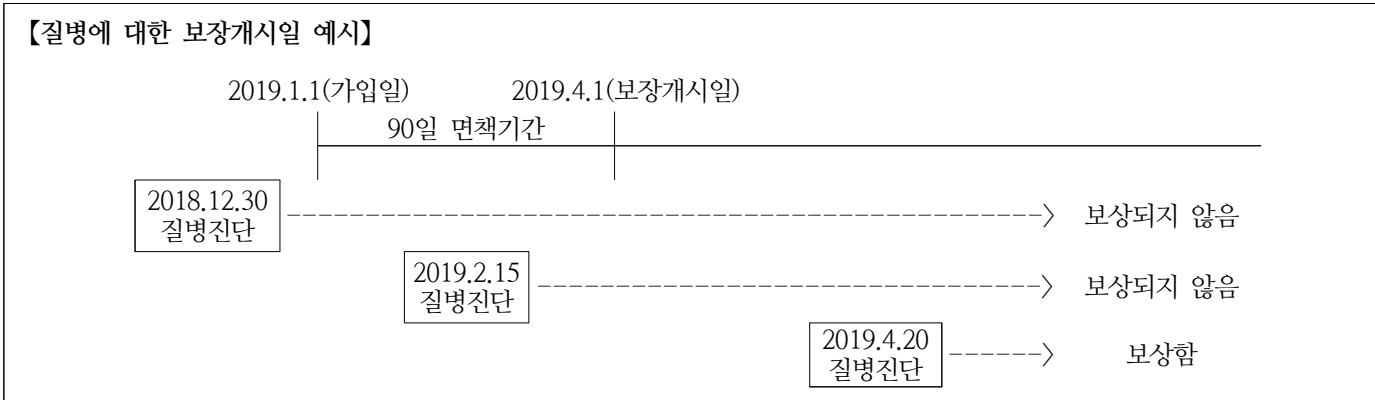 【질병에 대한 보장개시일 예시】
2019.1.1(가입일) 2019.4.1(보장개시일)
90일 면책기간
2018.12.30
질병진단
보상되지 않음
2019.2.15
질병진단
보상되지 않음
2019.4.20
질병진단
보상함